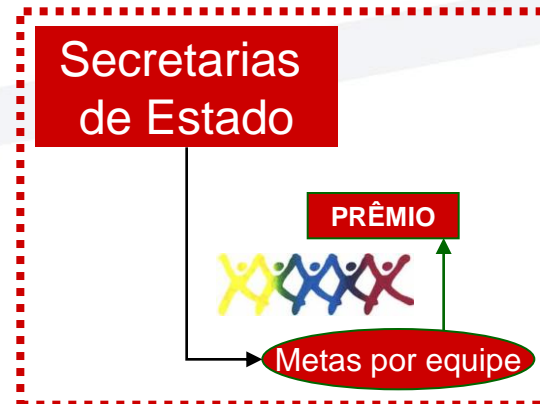 Secretarias
de Estado
PRÊMIO
Metas por equipe